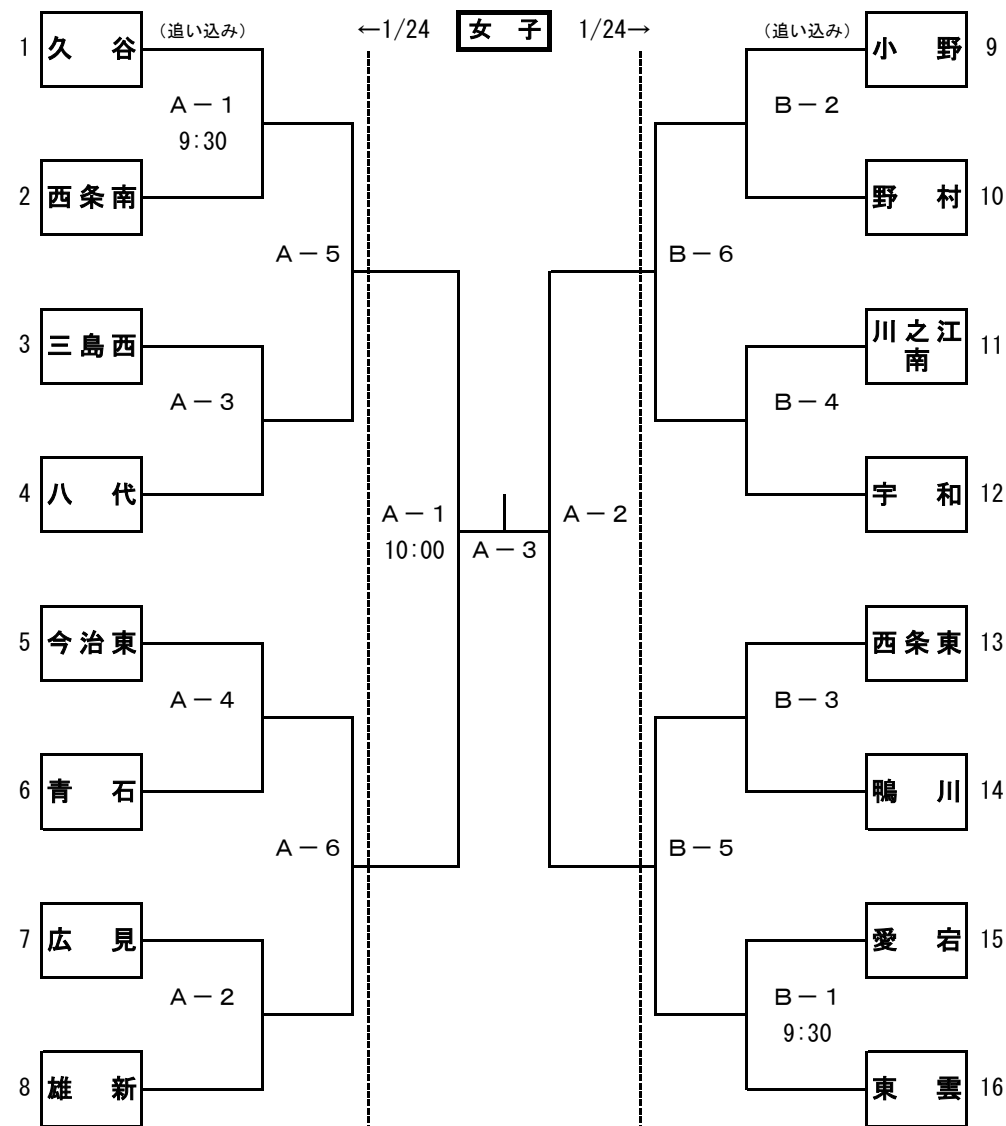 (追い込み) ←1/24 女子 1/24→ (追い込み)
1 久谷
A－1
9:30
2 西条南
A－5
3 三島西
A－3
4 八代
A－1
10:00
A－3
5 今治東
A－4
6 青石
A－6
7 広見
A－2
8 雄新
小野 9
B－2
野村 10
B－6
川之江
南 11
B－4
宇和 12
A－2
西条東 13
B－3
鴨川 14
B－5
愛宕 15
B－1
9:30
東雲 16